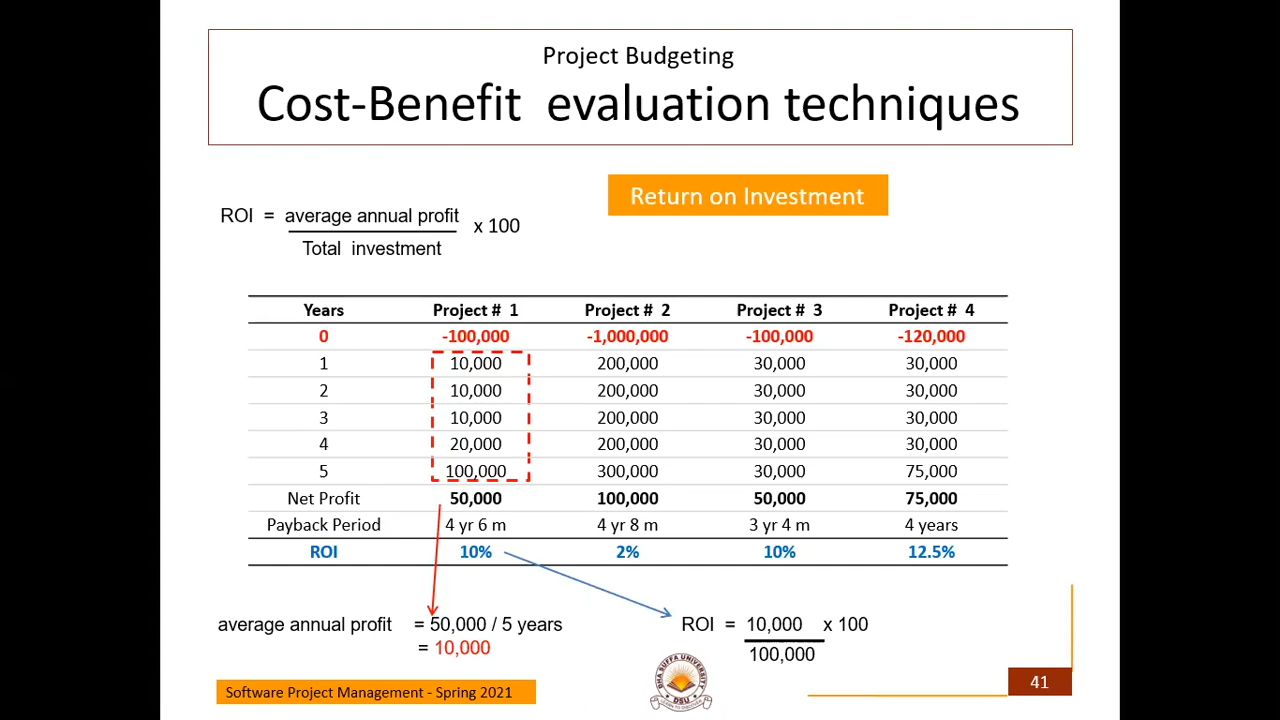 Project Budgeting
Cost-Benefit evaluation techniques
Return on Investment
ROI = average annual profit x 100
Total investment
Years Project # 1 Project # 2 Project # 3 Project # 4
0 -100,000 -1,000,000 -100,000 -120,000
1 10,000 200,000 30,000 30,000
2 10,000 200,000 30,000 30,000
3 10,000 200,000 30,000 30,000
4 20,000 200,000 30,000 30,000
5 100,000 300,000 30,000 75,000
Net Profit 50,000 100,000 50,000 75,000
Payback Period 4 yr 6 m 4 yr 8 m 3 yr 4 m 4 years
ROI 10% 2% 10% 12.5%
average annual profit = 50,000 / 5 years
= 10,000
ROI = 10,000 x 100
100,000
DHA SUFFA UNIVERSITY
DSU
Software Project Management - Spring 2021
41